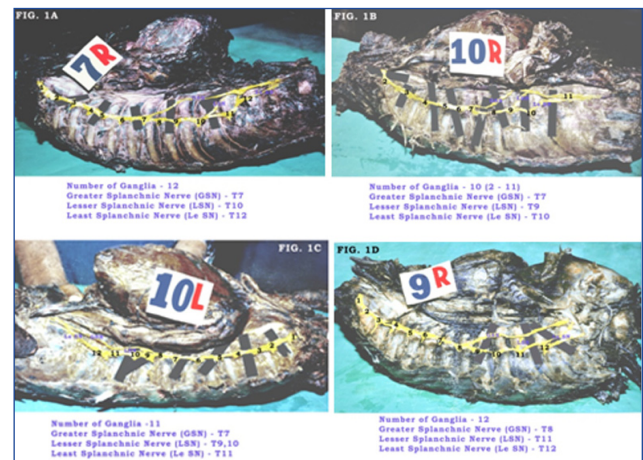 FIG. 1A
7R
Number of Ganglia - 12
Greater Splanchnic Nerve (GSN) - T7
Lesser Splanchnic Nerve (LSN) - T10
Least Splanchnic Nerve (Le SN) - T12
FIG. 1B
10R
Number of Ganglia - 10 (2 - 11)
Greater Splanchnic Nerve (GSN) - T7
Lesser Splanchnic Nerve (LSN) - T9
Least Splanchnic Nerve (Le SN) - T10
FIG. 1C
10L
Number of Ganglia -11
Greater Splanchnic Nerve (GSN) - T7
Lesser Splanchnic Nerve (LSN) - T9,10
Least Splanchnic Nerve (Le SN) - T11
FIG. 1D
9R
Number of Ganglia - 12
Greater Splanchnic Nerve (GSN) - T8
Lesser Splanchnic Nerve (LSN) - T11
Least Splanchnic Nerve (Le SN) - T12